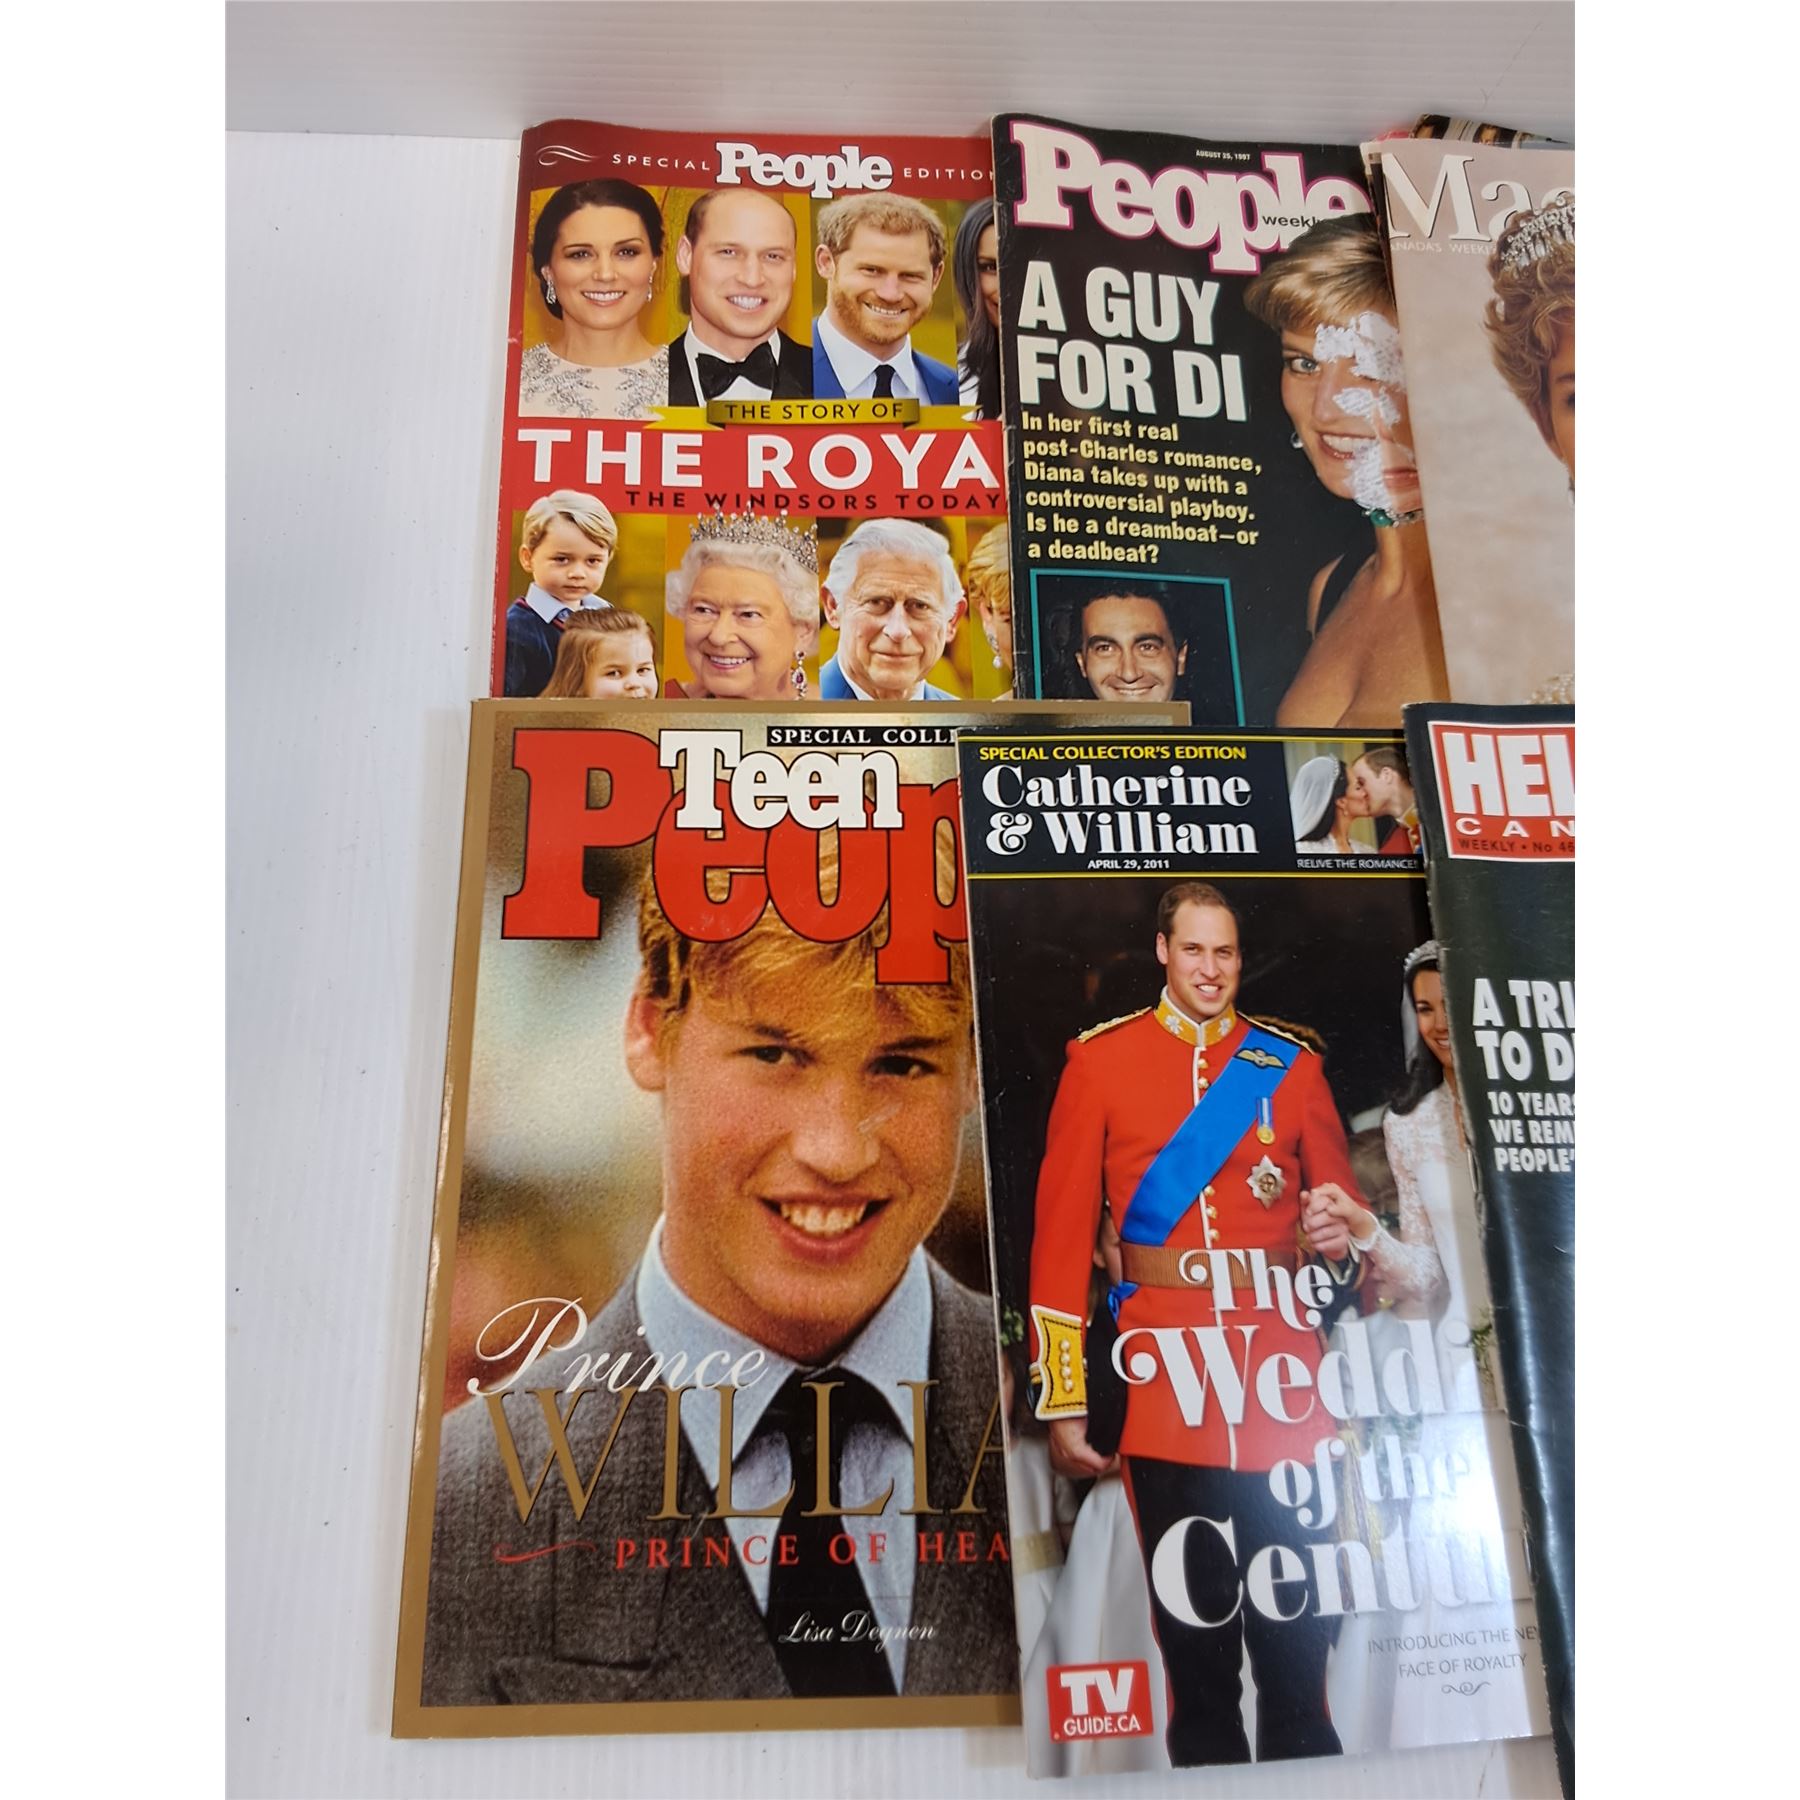 SPECIAL People EDITION
THE STORY OF
THE ROYA
THE WINDSORS TODAY
AUGUST 25, 1997
People
weekly
A GUY
FOR DI
In her first real
post-Charles romance,
Diana takes up with a
controversial playboy.
Is he a dreamboat—or
a deadbeat?
Mac
ANADA'S WEEKLY
SPECIAL COLLE
Teen
Peop
Prince
WILLIA
PRINCE OF HEA
Lisa Degnen
SPECIAL COLLECTOR'S EDITION
Catherine
& William
APRIL 29, 2011
RELIVE THE ROMANCE!
The
Weddi
of the
Centu
INTRODUCING THE NEW
FACE OF ROYALTY
TV
GUIDE.CA
HEL
CAN
WEEKLY • No 46
A TRI
TO D
10 YEARS
WE REM
PEOPLE'